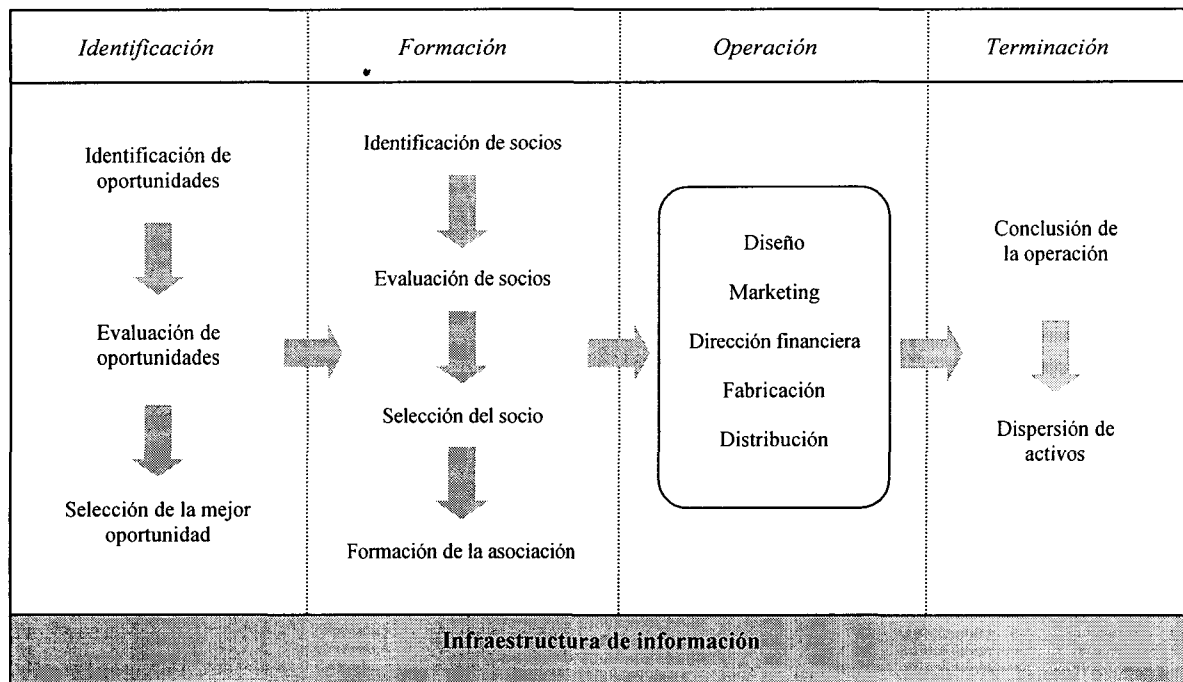 Identificación
Formación
Operación
Terminación
Identificación de
oportunidades
Evaluación de
oportunidades
Selección de la mejor
oportunidad
Identificación de socios
Evaluación de socios
Selección del socio
Formación de la asociación
Diseño
Marketing
Dirección financiera
Fabricación
Distribución
Conclusión de
la operación
Dispersión de
activos
Infraestructura de información